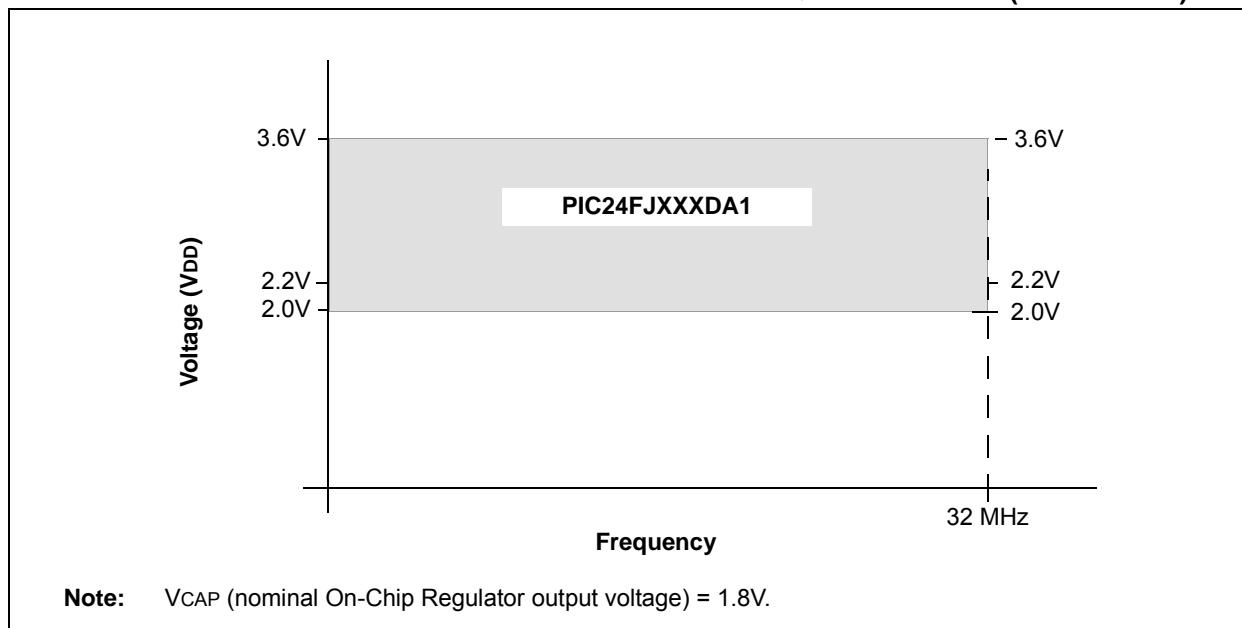 3.6V
3.6V
PIC24FJXXXDA1
Voltage (VDD)
2.2V
2.2V
2.0V
2.0V
32 MHz
Frequency
Note: VCAP (nominal On-Chip Regulator output voltage) = 1.8V.